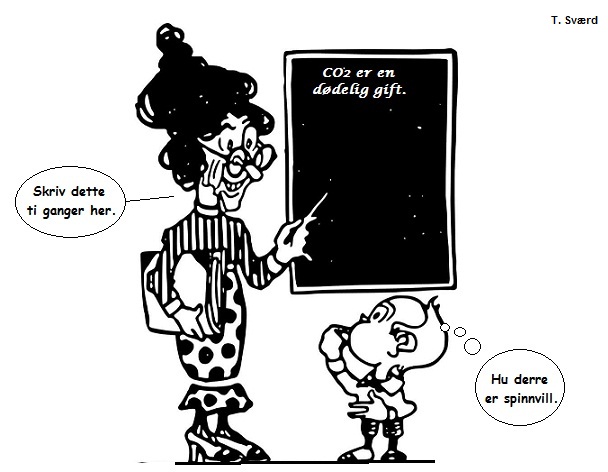 T. Sværd
CO2 er en
dødelig gift.
Skriv dette
ti ganger her.
Hu derre
er spinnvill.